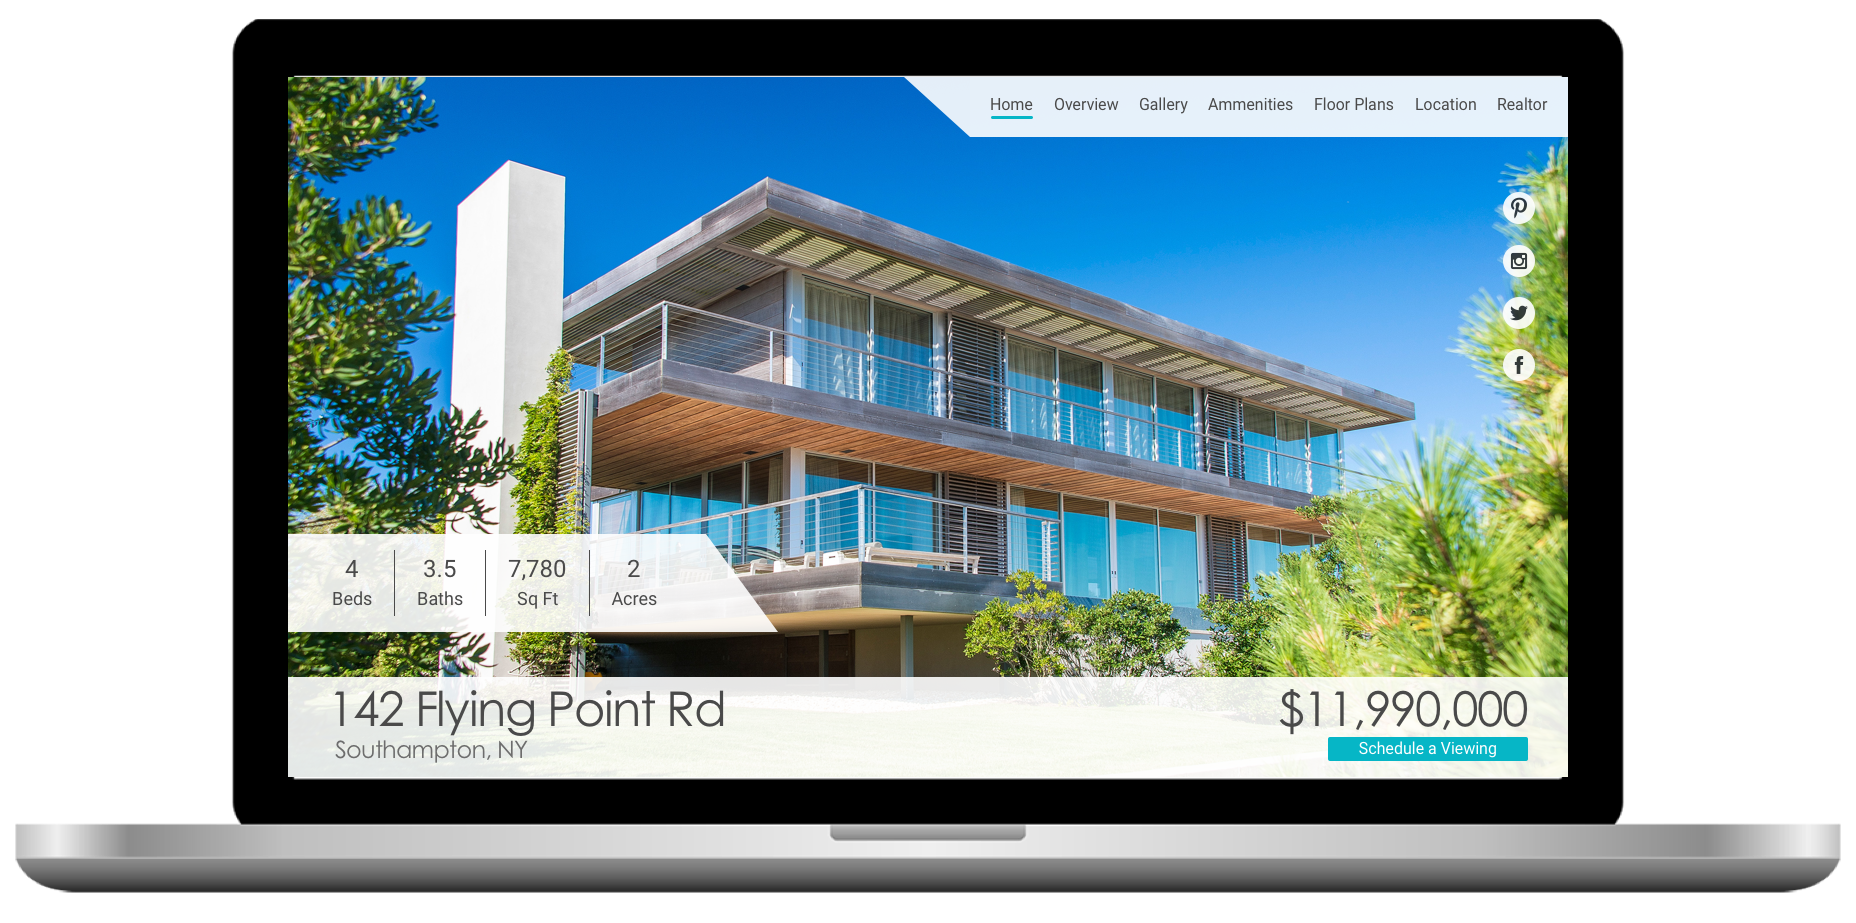 Home Overview Gallery Ammenities Floor Plans Location Realtor
4 3.5 7,780 2
Beds Baths Sq Ft Acres
142 Flying Point Rd
Southampton, NY
$11,990,000
Schedule a Viewing